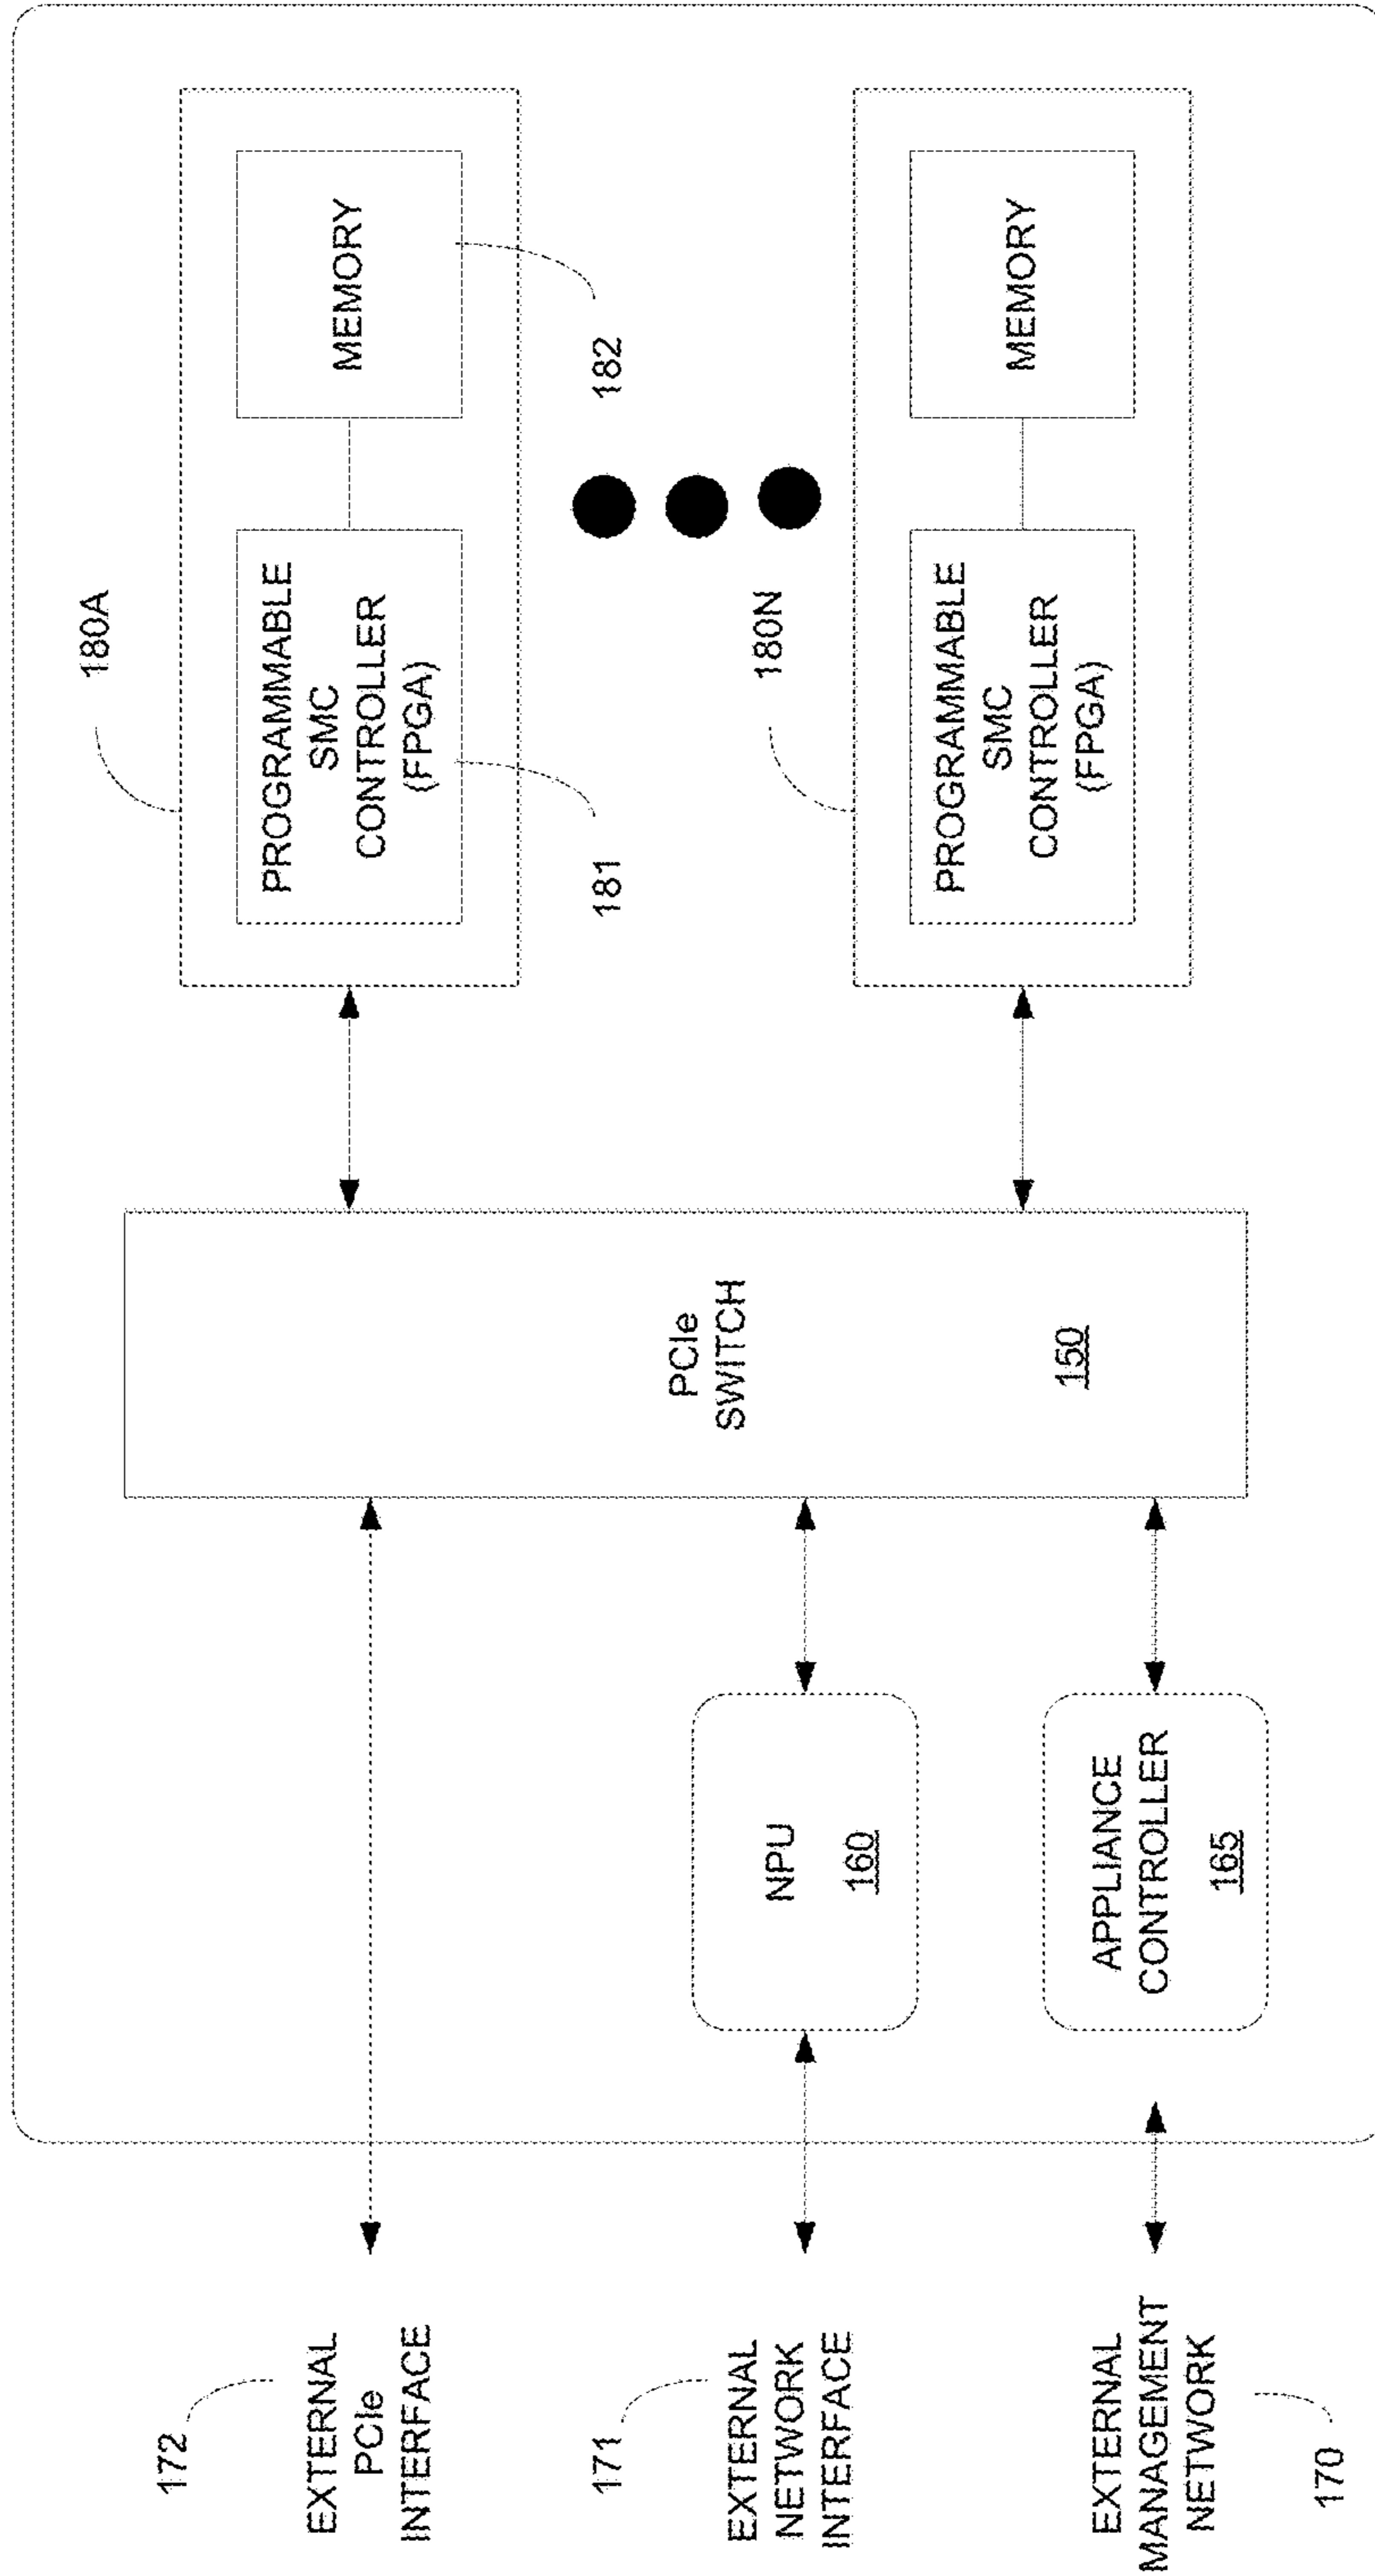 172
EXTERNAL
PCIe
INTERFACE
171
EXTERNAL
NETWORK
INTERFACE
EXTERNAL
MANAGEMENT
NETWORK
170
NPU
160
APPLIANCE
CONTROLLER
165
PCIe
SWITCH
150
180A
PROGRAMMABLE
SMC
CONTROLLER
(FPGA)
181
MEMORY
182
180N
PROGRAMMABLE
SMC
CONTROLLER
(FPGA)
MEMORY